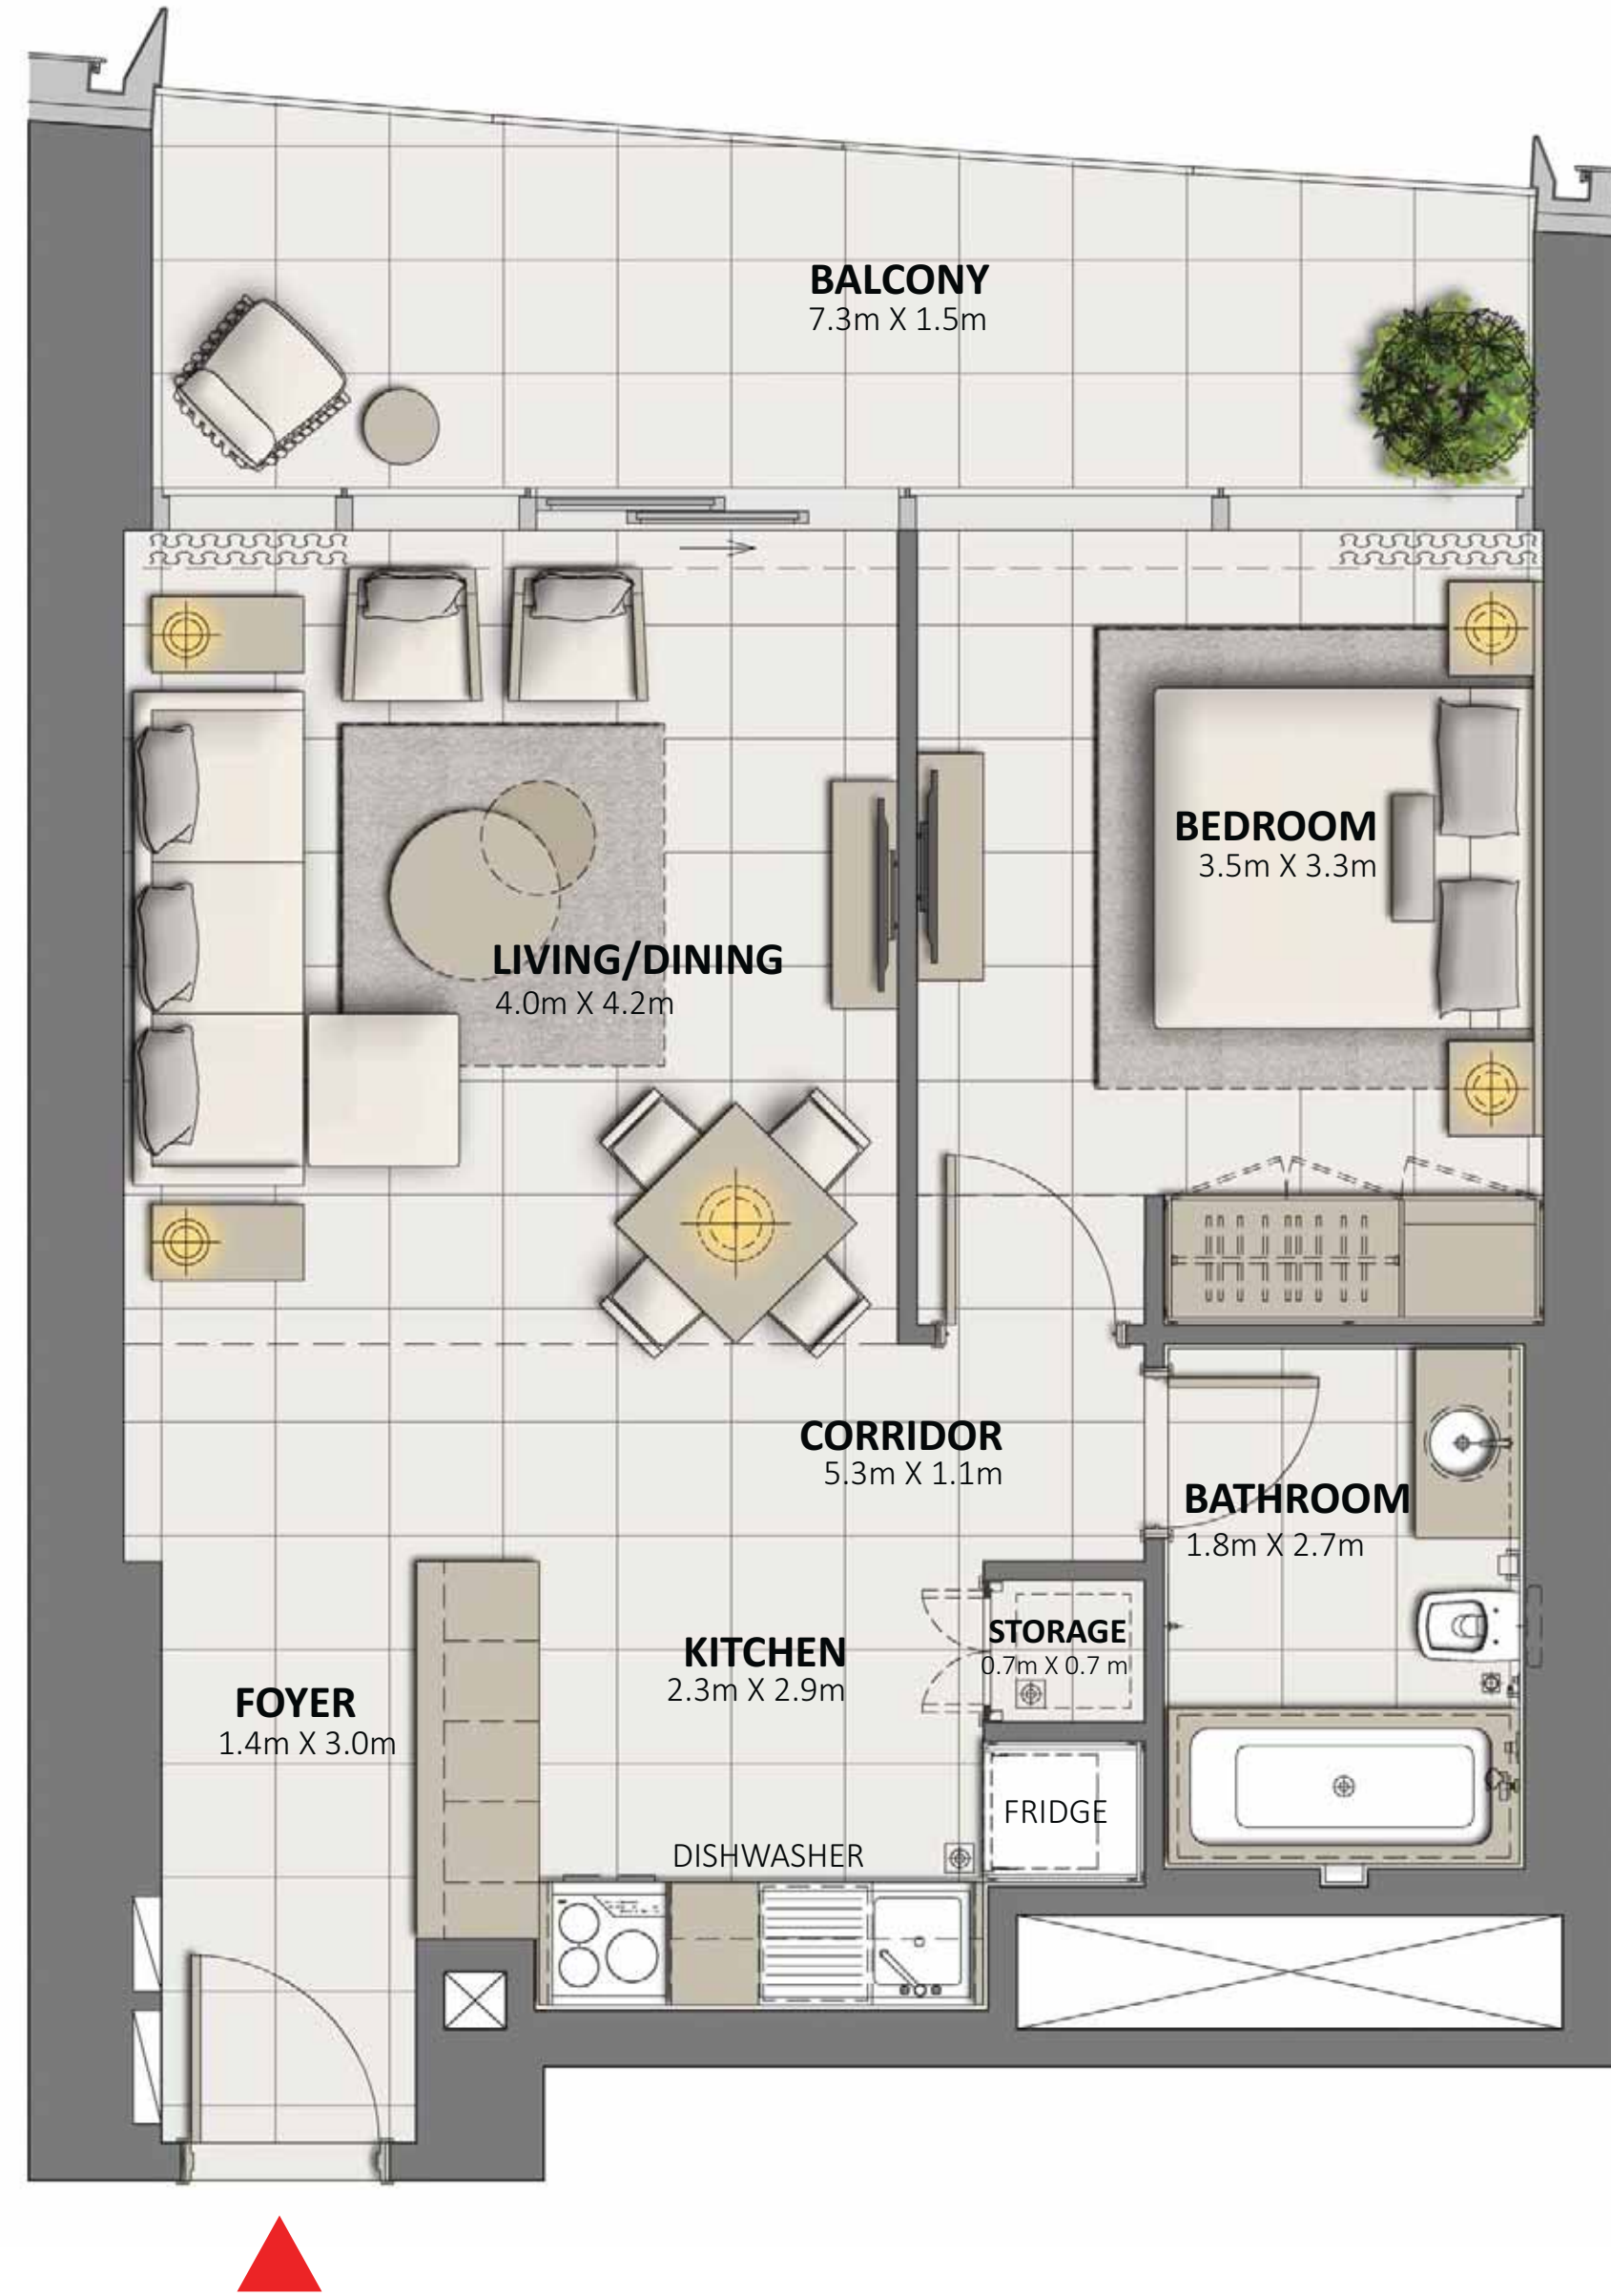 BALCONY
7.3m X 1.5m
BEDROOM
3.5m X 3.3m
LIVING/DINING
4.0m X 4.2m
CORRIDOR
5.3m X 1.1m
BATHROOM
1.8m X 2.7m
STORAGE
0.7m X 0.7 m
KITCHEN
2.3m X 2.9m
FOYER
1.4m X 3.0m
FRIDGE
DISHWASHER